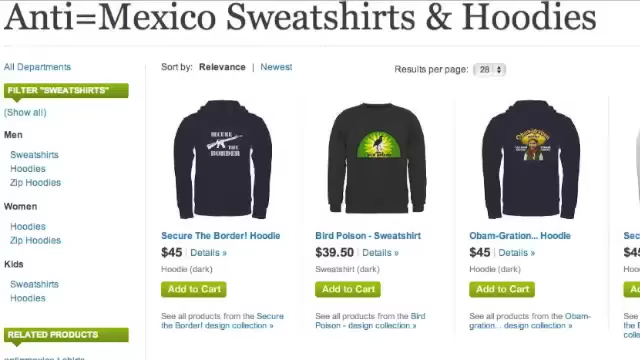 Anti=Mexico Sweatshirts & Hoodies
All Departments
Sort by: Relevance | Newest
Results per page: 28
FILTER "SWEATSHIRTS"
(Show all)
Men
Sweatshirts
Hoodies
Zip Hoodies
Women
Hoodies
Zip Hoodies
Kids
Sweatshirts
Hoodies
RELATED PRODUCTS
SECURE
THE
BORDER
Secure The Border! Hoodie
$45 | Details »
Hoodie (dark)
Add to Cart
See all products from the Secure
the Border! design collection »
Bird Poison - Sweatshirt
$39.50 | Details »
Sweatshirt (dark)
Add to Cart
See all products from the Bird
Poison - design collection »
Obam-Gration... Hoodie
$45 | Details »
Hoodie (dark)
Add to Cart
See all products from the Obam-
gration... design collection »
$4